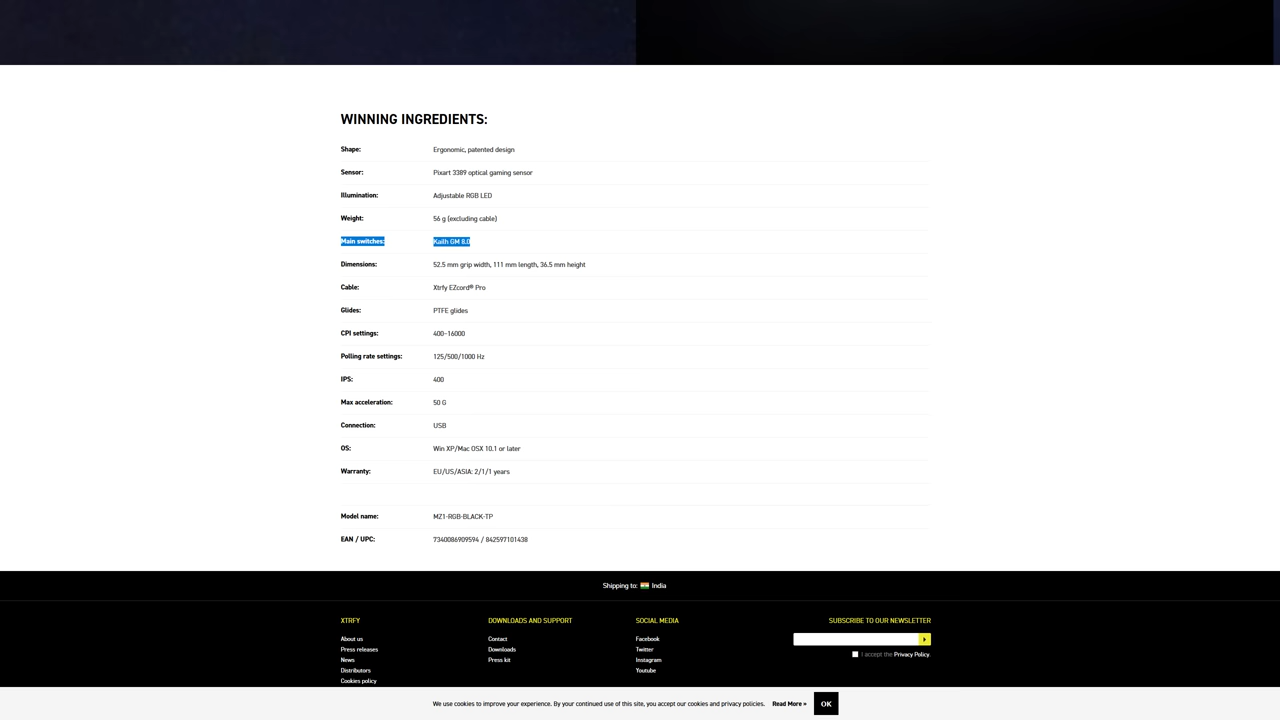 WINNING INGREDIENTS:
Shape: Ergonomic, patented design
Sensor: Pixart 3389 optical gaming sensor
Illumination: Adjustable RGB LED
Weight: 56 g (excluding cable)
Main switches: Kailh GM 8.0
Dimensions: 52.5 mm grip width, 111 mm length, 36.5 mm height
Cable: Xtrfy EZcord® Pro
Glides: PTFE glides
CPI settings: 400–16000
Polling rate settings: 125/500/1000 Hz
IPS: 400
Max acceleration: 50 G
Connection: USB
OS: Win XP/Mac OSX 10.1 or later
Warranty: EU/US/ASIA: 2/1/1 years
Model name: MZ1-RGB-BLACK-TP
EAN / UPC: 7340086909594 / 842597101438
Shipping to: India
XTRFY
About us
Press releases
News
Distributors
Cookies policy
DOWNLOADS AND SUPPORT
Contact
Downloads
Press kit
SOCIAL MEDIA
Facebook
Twitter
Instagram
Youtube
SUBSCRIBE TO OUR NEWSLETTER
I accept the Privacy Policy.
We use cookies to improve your experience. By your continued use of this site, you accept our cookies and privacy policies. Read More » OK